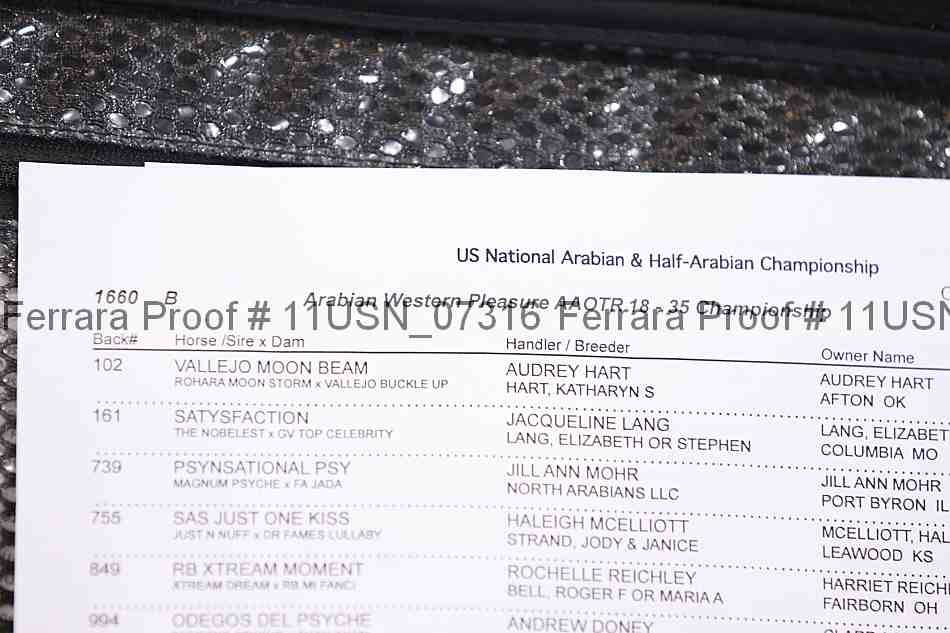 US National Arabian & Half-Arabian Championship
1660 B Arabian Western Pleasure AAOTR 18 - 35 Championship
Ferrara Proof # 11USN_07316 Ferrara Proof # 11USN
Back# Horse /Sire x Dam Handler / Breeder Owner Name
102 VALLEJO MOON BEAM AUDREY HART AUDREY HART
ROHARA MOON STORM x VALLEJO BUCKLE UP HART, KATHARYN S AFTON OK
161 SATYSFACTION JACQUELINE LANG LANG, ELIZABET
THE NOBELEST x GV TOP CELEBRITY LANG, ELIZABETH OR STEPHEN COLUMBIA MO
739 PSYNSATIONAL PSY JILL ANN MOHR JILL ANN MOHR
MAGNUM PSYCHE x FA JADA NORTH ARABIANS LLC PORT BYRON IL
755 SAS JUST ONE KISS HALEIGH MCELLIOTT MCELLIOTT, HAL
JUST N NUFF x DR FAMES LULLABY STRAND, JODY & JANICE LEAWOOD KS
849 RB XTREAM MOMENT ROCHELLE REICHLEY HARRIET REICH
XTREAM DREAM x RB MI FANCI BELL, ROGER F OR MARIA A FAIRBORN OH
994 ODEGOS DEL PSYCHE ANDREW DONEY